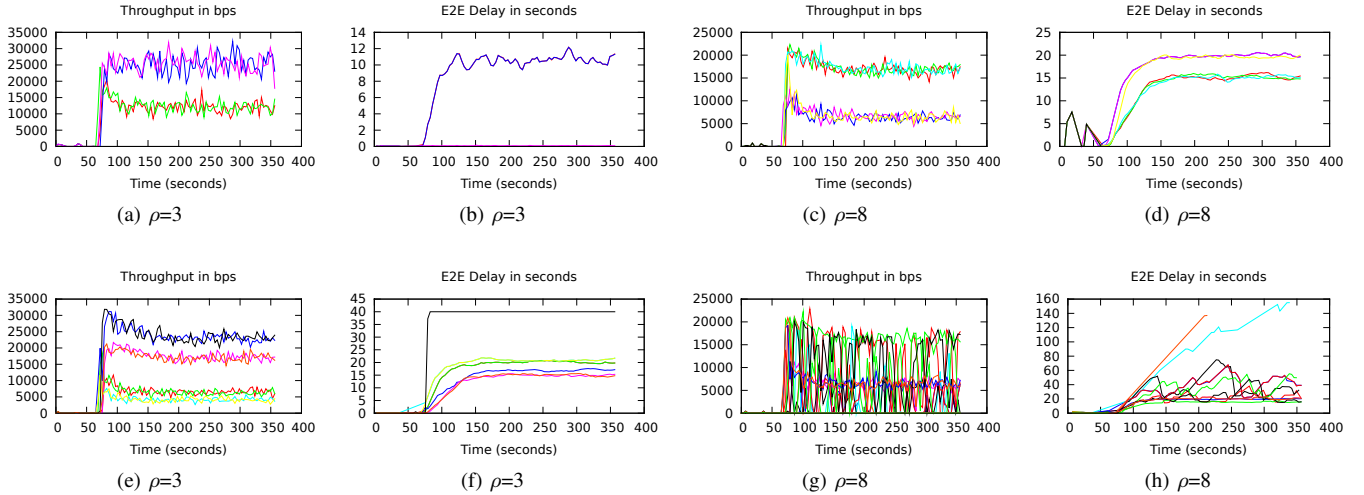 Throughput in bps
35000
30000
25000
20000
15000
10000
5000
0
0 50 100 150 200 250 300 350 400
Time (seconds)
(a) ρ=3
E2E Delay in seconds
14
12
10
8
6
4
2
0
0 50 100 150 200 250 300 350 400
Time (seconds)
(b) ρ=3
Throughput in bps
25000
20000
15000
10000
5000
0
0 50 100 150 200 250 300 350 400
Time (seconds)
(c) ρ=8
E2E Delay in seconds
25
20
15
10
5
0
0 50 100 150 200 250 300 350 400
Time (seconds)
(d) ρ=8
Throughput in bps
35000
30000
25000
20000
15000
10000
5000
0
0 50 100 150 200 250 300 350 400
Time (seconds)
(e) ρ=3
E2E Delay in seconds
45
40
35
30
25
20
15
10
5
0
0 50 100 150 200 250 300 350 400
Time (seconds)
(f) ρ=3
Throughput in bps
25000
20000
15000
10000
5000
0
0 50 100 150 200 250 300 350 400
Time (seconds)
(g) ρ=8
E2E Delay in seconds
160
140
120
100
80
60
40
20
0
0 50 100 150 200 250 300 350 400
Time (seconds)
(h) ρ=8